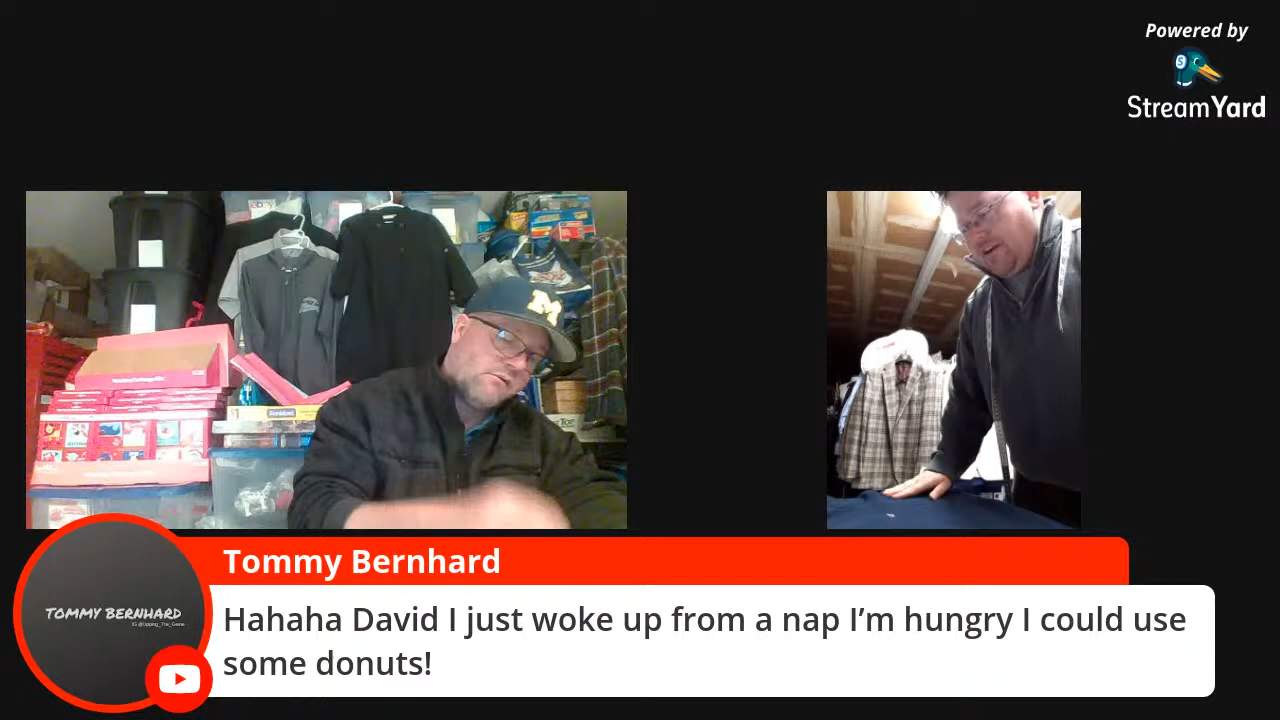 Powered by
StreamYard
ebay
M
Tommy Bernhard
Hahaha David I just woke up from a nap I’m hungry I could use
some donuts!
TOMMY BERNHARD